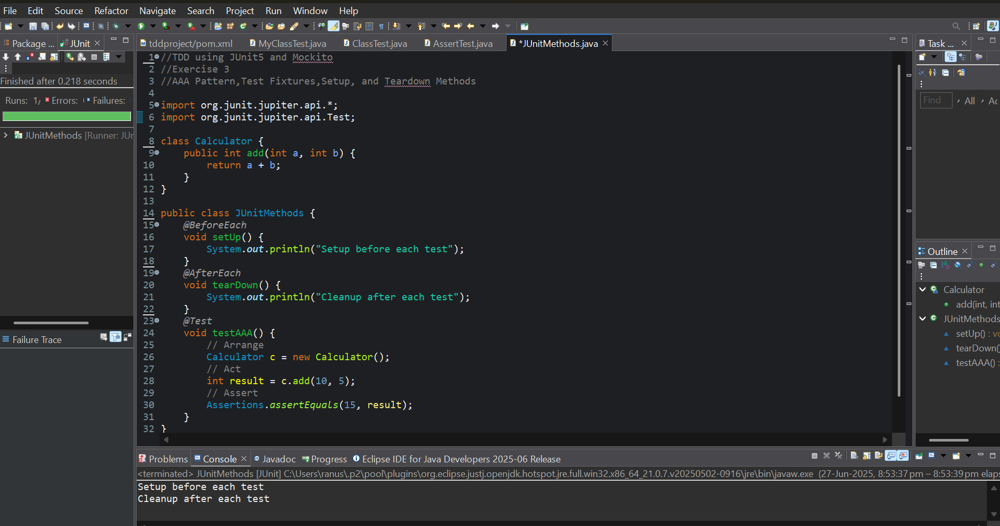 File Edit Source Refactor Navigate Search Project Run Window Help
Package ... JUnit
tddproject/pom.xml MyClassTest.java ClassTest.java AssertTest.java *JUnitMethods.java
Task ...
Finished after 0.218 seconds
Runs: 1/ Errors: Failures:
JUnitMethods [Runner: JUr
Failure Trace
1 //TDD using JUnit5 and Mockito
2 //Exercise 3
3 //AAA Pattern,Test Fixtures,Setup, and Teardown Methods
4
5 import org.junit.jupiter.api.*;
6 import org.junit.jupiter.api.Test;
7
8 class Calculator {
9 public int add(int a, int b) {
10 return a + b;
11 }
12 }
13
14 public class JUnitMethods {
15 @BeforeEach
16 void setUp() {
17 System.out.println("Setup before each test");
18 }
19 @AfterEach
20 void tearDown() {
21 System.out.println("Cleanup after each test");
22 }
23 @Test
24 void testAAA() {
25 // Arrange
26 Calculator c = new Calculator();
27 // Act
28 int result = c.add(10, 5);
29 // Assert
30 Assertions.assertEquals(15, result);
31 }
32 }
Find All Ac
Outline
Calculator
add(int, int
JUnitMethods
setUp() : vo
tearDown()
testAAA() :
Problems Console Javadoc Progress Eclipse IDE for Java Developers 2025-06 Release
<terminated> JUnitMethods [JUnit] C:\Users\ranus\.p2\pool\plugins\org.eclipse.justj.openjdk.hotspot.jre.full.win32.x86_64_21.0.7.v20250502-0916\jre\bin\javaw.exe (27-Jun-2025, 8:53:37 pm – 8:53:39 pm elaps
Setup before each test
Cleanup after each test